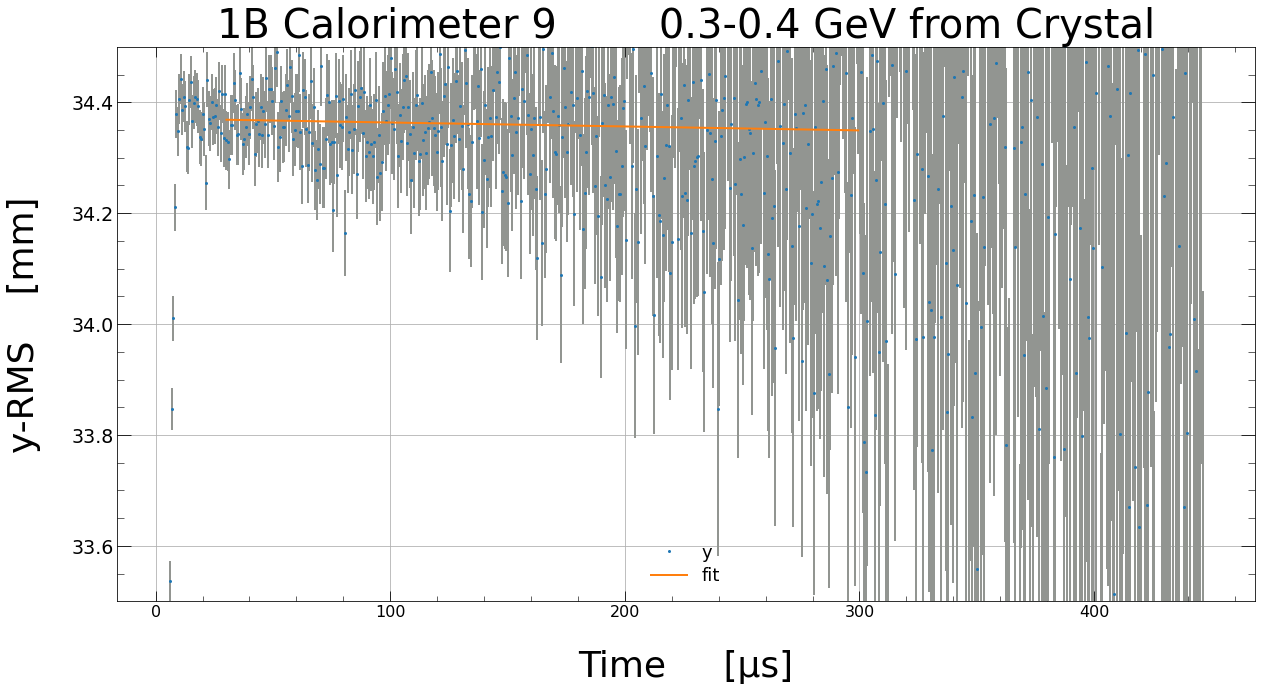 1B Calorimeter 9 0.3-0.4 GeV from Crystal
y-RMS [mm]
34.4
34.2
34.0
33.8
33.6
y
fit
0 100 200 300 400
Time [µs]